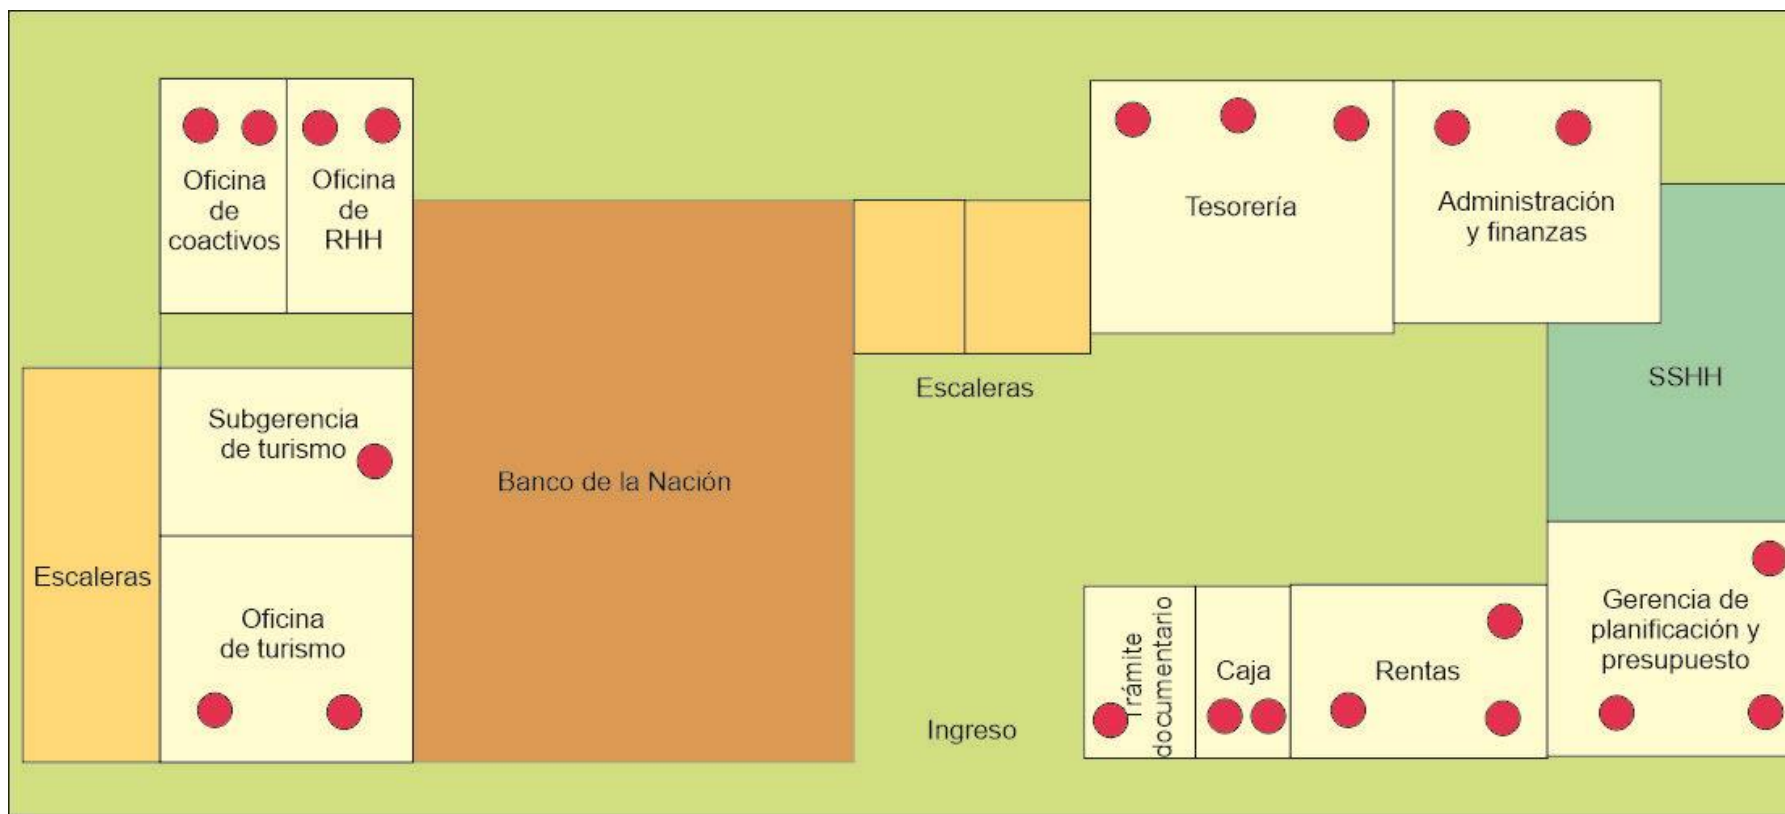 Oficina
de
coactivos
Oficina
de
RHH
Tesorería
Administración
y finanzas
Escaleras
SSHH
Subgerencia
de turismo
Banco de la Nación
Escaleras
Oficina
de turismo
Ingreso
Trámite
documentario
Caja
Rentas
Gerencia de
planificación y
presupuesto